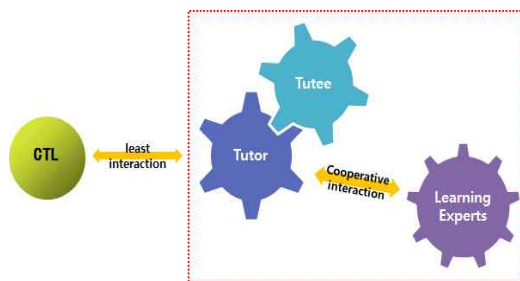 Tutee
CTL
least
interaction
Tutor
Cooperative
interaction
Learning
Experts